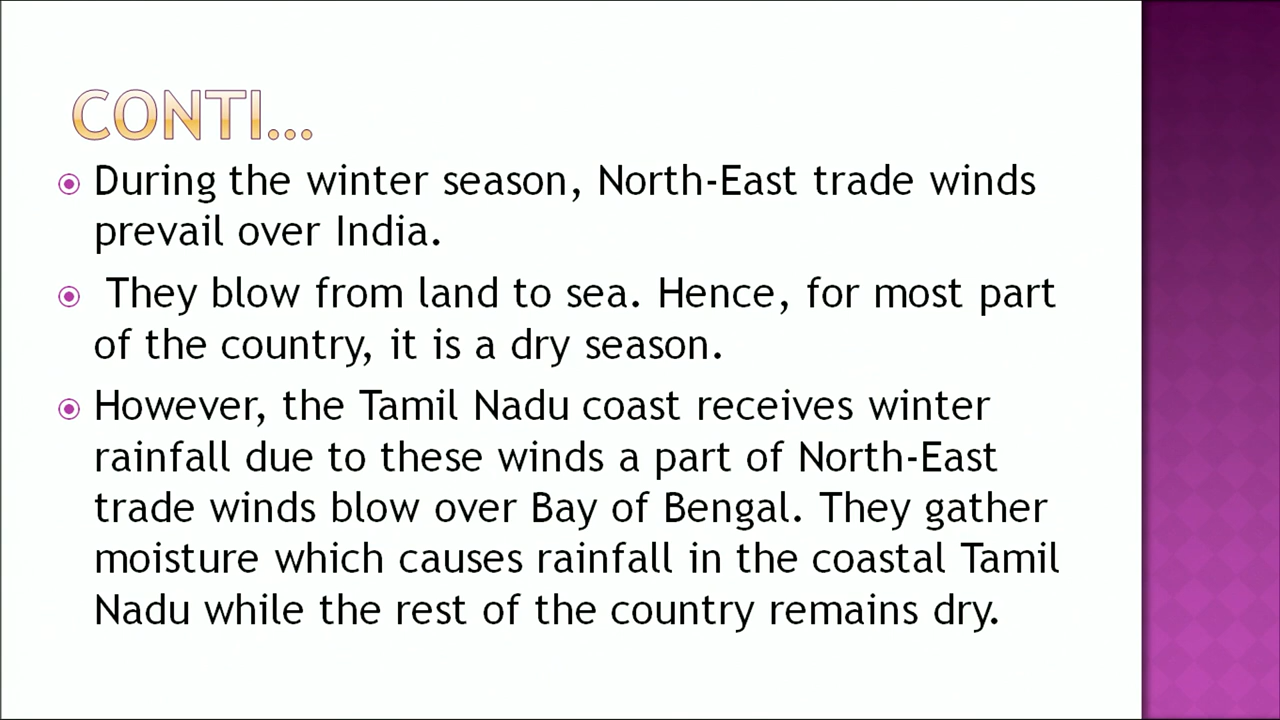 CONTI...
During the winter season, North-East trade winds
prevail over India.
They blow from land to sea. Hence, for most part
of the country, it is a dry season.
However, the Tamil Nadu coast receives winter
rainfall due to these winds a part of North-East
trade winds blow over Bay of Bengal. They gather
moisture which causes rainfall in the coastal Tamil
Nadu while the rest of the country remains dry.